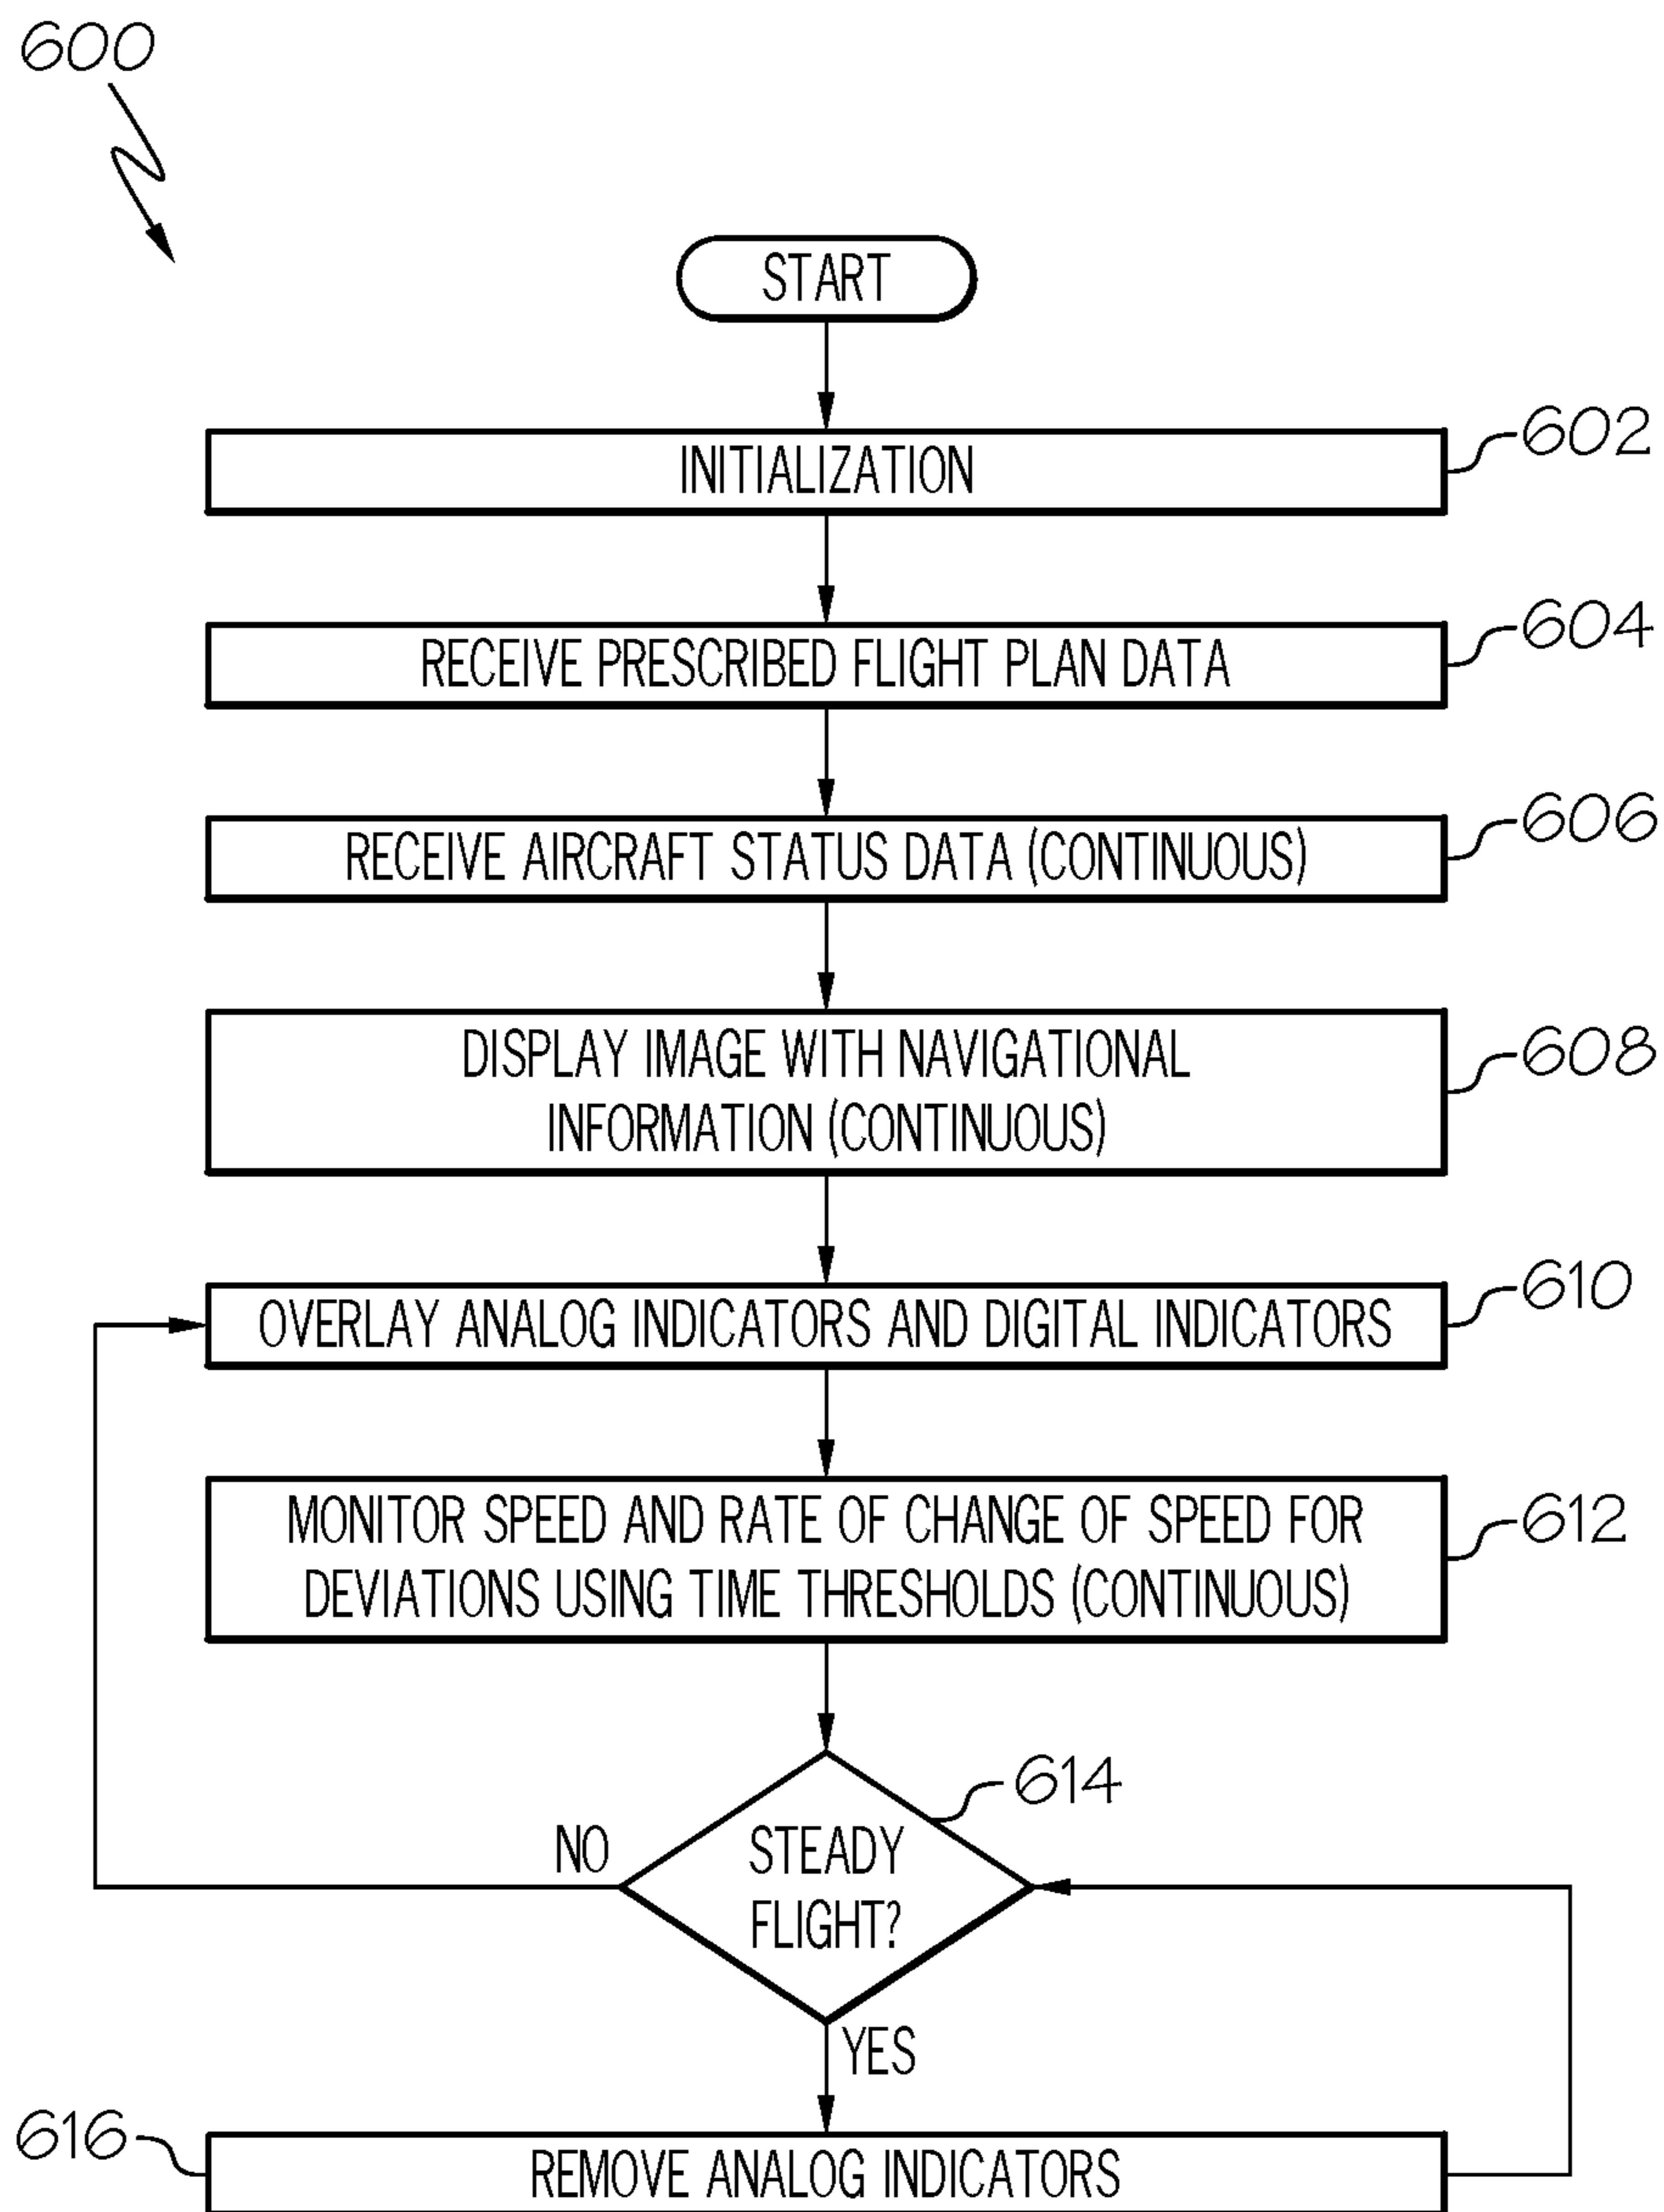 600
START
INITIALIZATION
602
RECEIVE PRESCRIBED FLIGHT PLAN DATA
604
RECEIVE AIRCRAFT STATUS DATA (CONTINUOUS)
606
DISPLAY IMAGE WITH NAVIGATIONAL
INFORMATION (CONTINUOUS)
608
OVERLAY ANALOG INDICATORS AND DIGITAL INDICATORS
610
MONITOR SPEED AND RATE OF CHANGE OF SPEED FOR
DEVIATIONS USING TIME THRESHOLDS (CONTINUOUS)
612
614
NO
STEADY
FLIGHT?
YES
616
REMOVE ANALOG INDICATORS